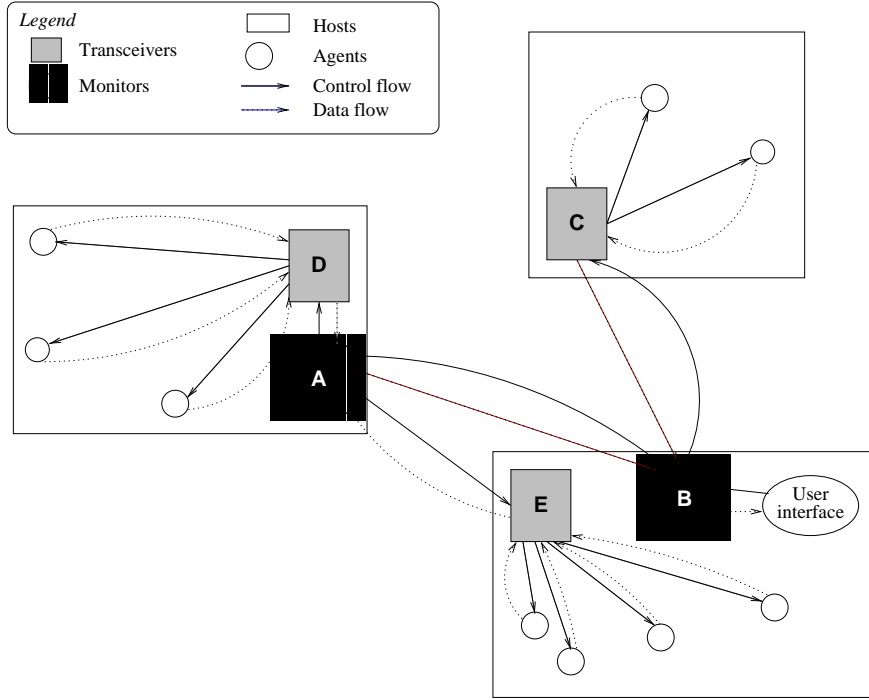 Legend
Transceivers
Monitors
Hosts
Agents
Control flow
Data flow
C
D
A
E
B
User
interface